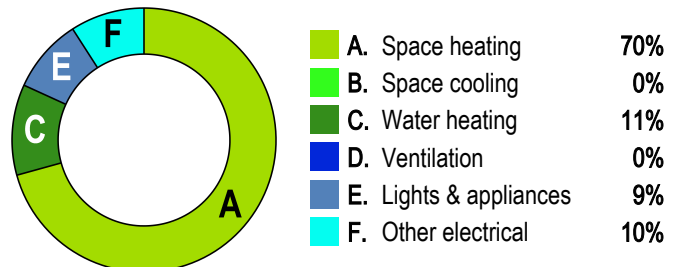 F
E
C
A
A. Space heating 70%
B. Space cooling 0%
C. Water heating 11%
D. Ventilation 0%
E. Lights & appliances 9%
F. Other electrical 10%